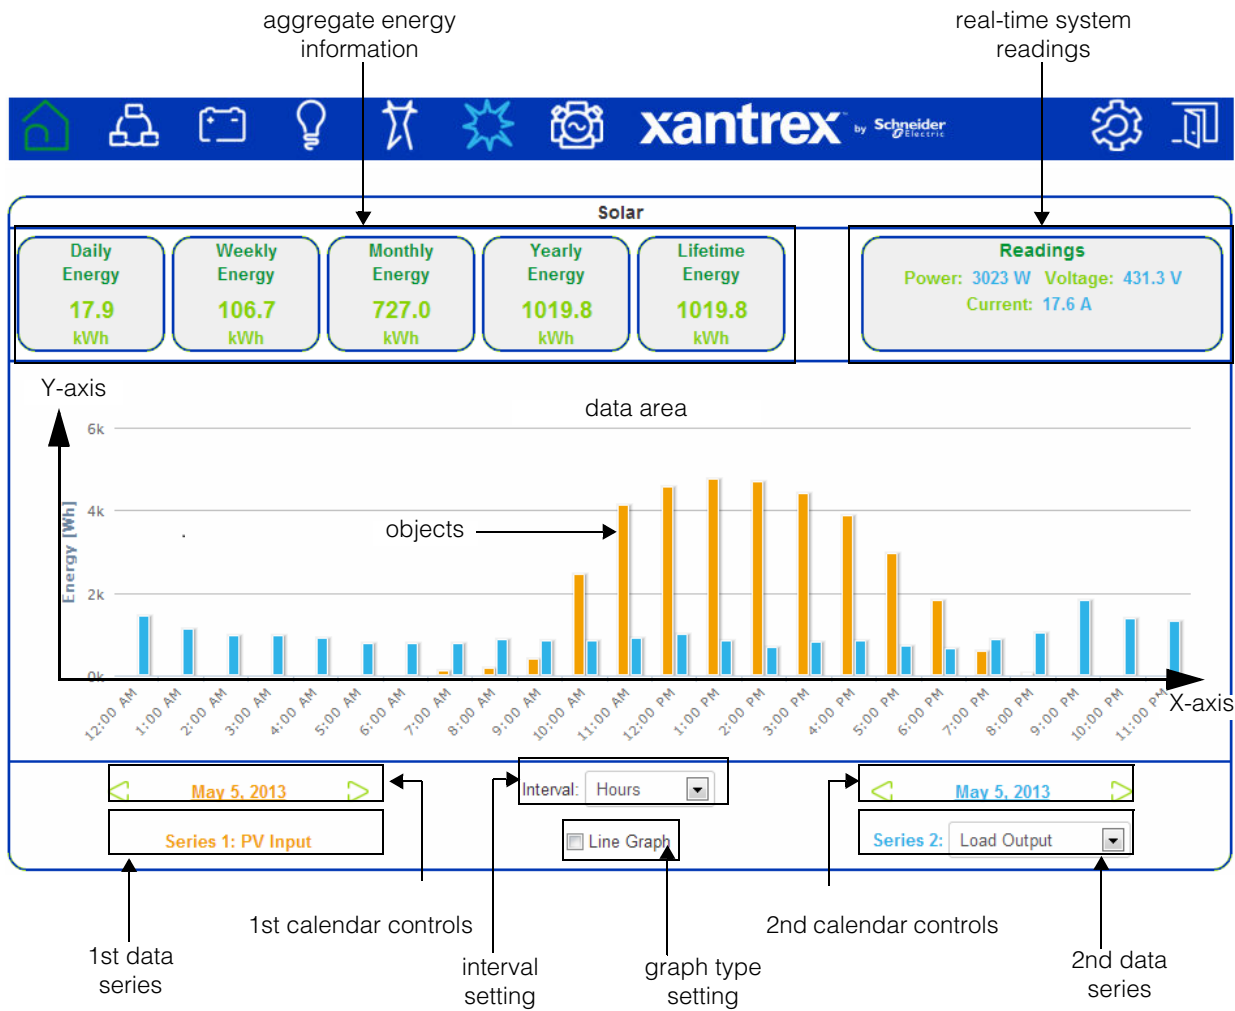 aggregate energy
information
real-time system
readings
xantrex™ by Schneider Electric
Solar
Daily
Energy
17.9
kWh
Weekly
Energy
106.7
kWh
Monthly
Energy
727.0
kWh
Yearly
Energy
1019.8
kWh
Lifetime
Energy
1019.8
kWh
Readings
Power: 3023 W Voltage: 431.3 V
Current: 17.6 A
Y-axis
data area
6k
4k
2k
0k
Energy [Wh]
objects
12:00 AM
1:00 AM
2:00 AM
3:00 AM
4:00 AM
5:00 AM
6:00 AM
7:00 AM
8:00 AM
9:00 AM
10:00 AM
11:00 AM
12:00 PM
1:00 PM
2:00 PM
3:00 PM
4:00 PM
5:00 PM
6:00 PM
7:00 PM
8:00 PM
9:00 PM
10:00 PM
11:00 PM
X-axis
May 5, 2013
Interval: Hours
May 5, 2013
Series 1: PV Input
Line Graph
Series 2: Load Output
1st calendar controls
2nd calendar controls
1st data
series
interval
setting
graph type
setting
2nd data
series